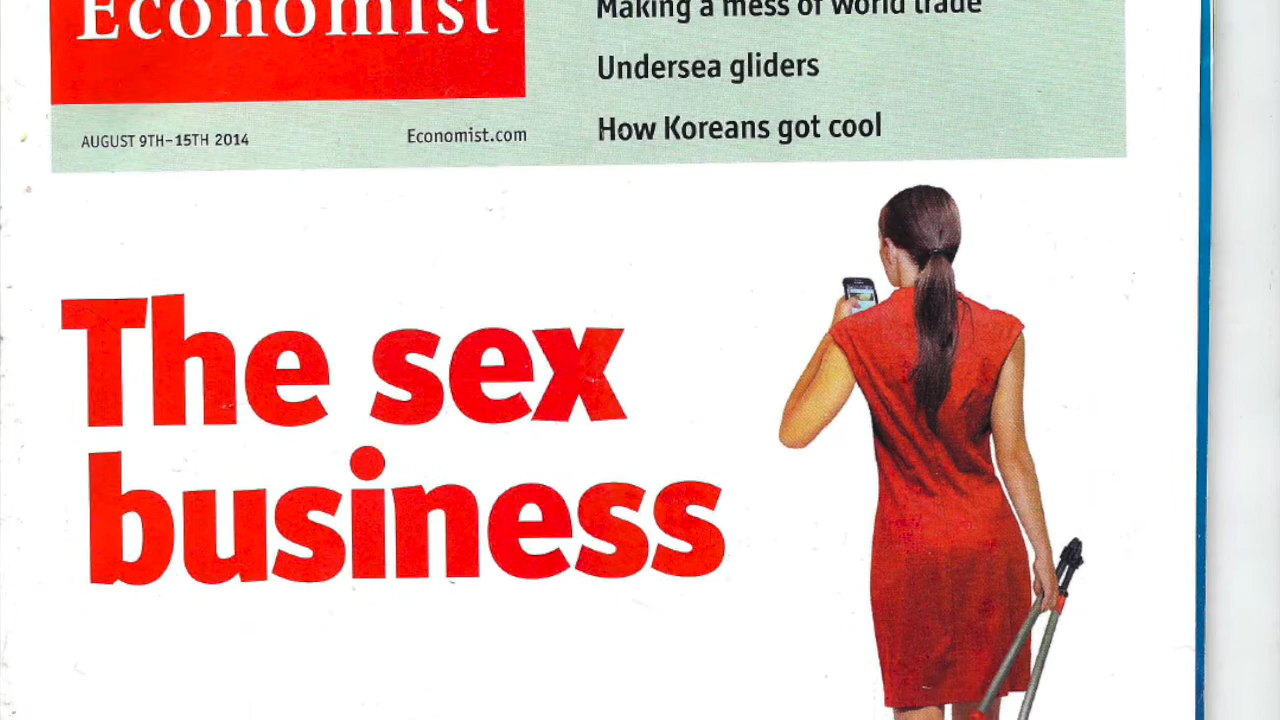 Economist
Making a mess of world trade
Undersea gliders
AUGUST 9TH–15TH 2014
Economist.com
How Koreans got cool
The sex
business